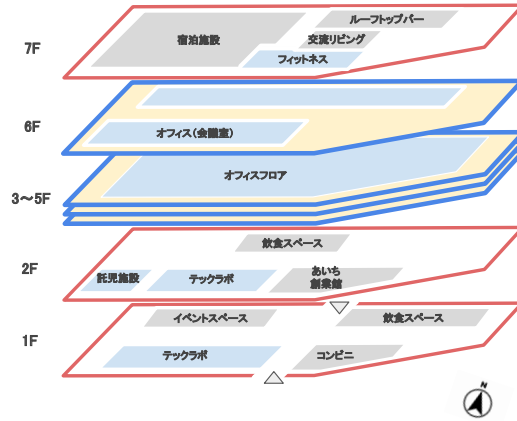 7F
宿泊施設
ルーフトップバー
交流リビング
フィットネス
6F
オフィス(会議室)
3～5F
オフィスフロア
2F
飲食スペース
託児施設
テックラボ
あいち
創業館
1F
イベントスペース
飲食スペース
テックラボ
コンビニ
N